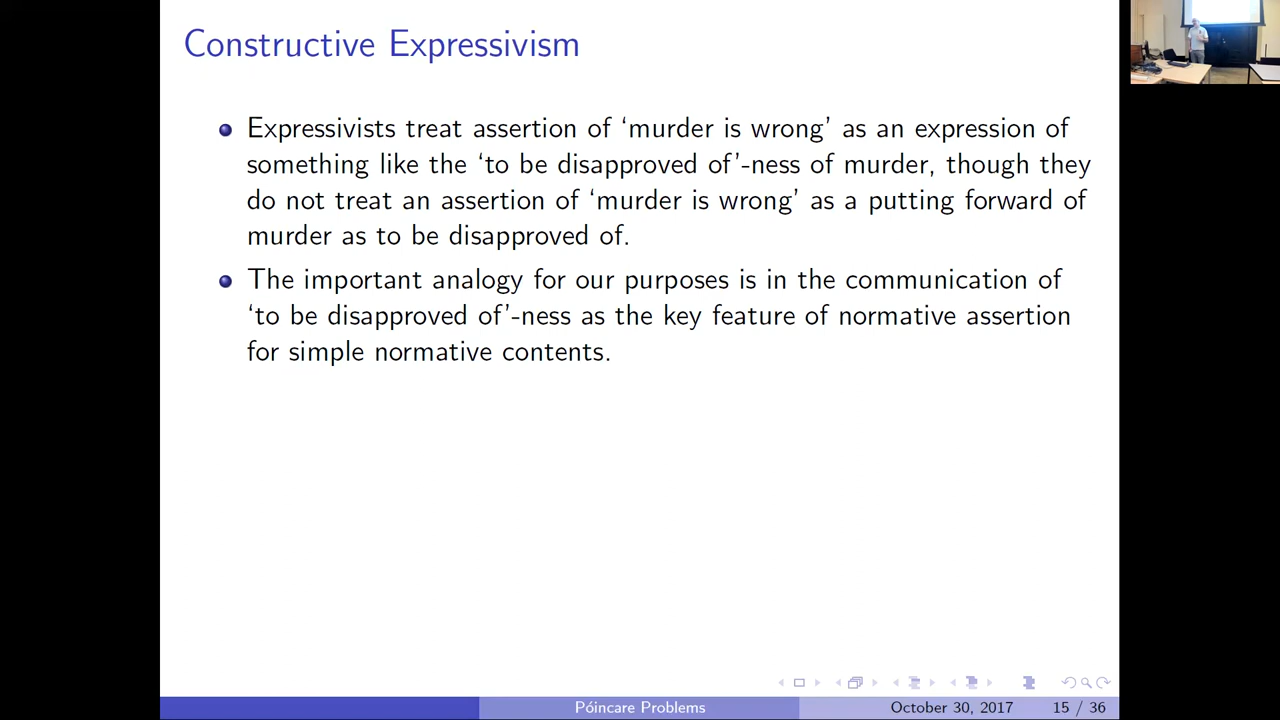 Constructive Expressivism
Expressivists treat assertion of ‘murder is wrong’ as an expression of
something like the ‘to be disapproved of’-ness of murder, though they
do not treat an assertion of ‘murder is wrong’ as a putting forward of
murder as to be disapproved of.
The important analogy for our purposes is in the communication of
‘to be disapproved of’-ness as the key feature of normative assertion
for simple normative contents.
Póincare Problems
October 30, 2017
15 / 36